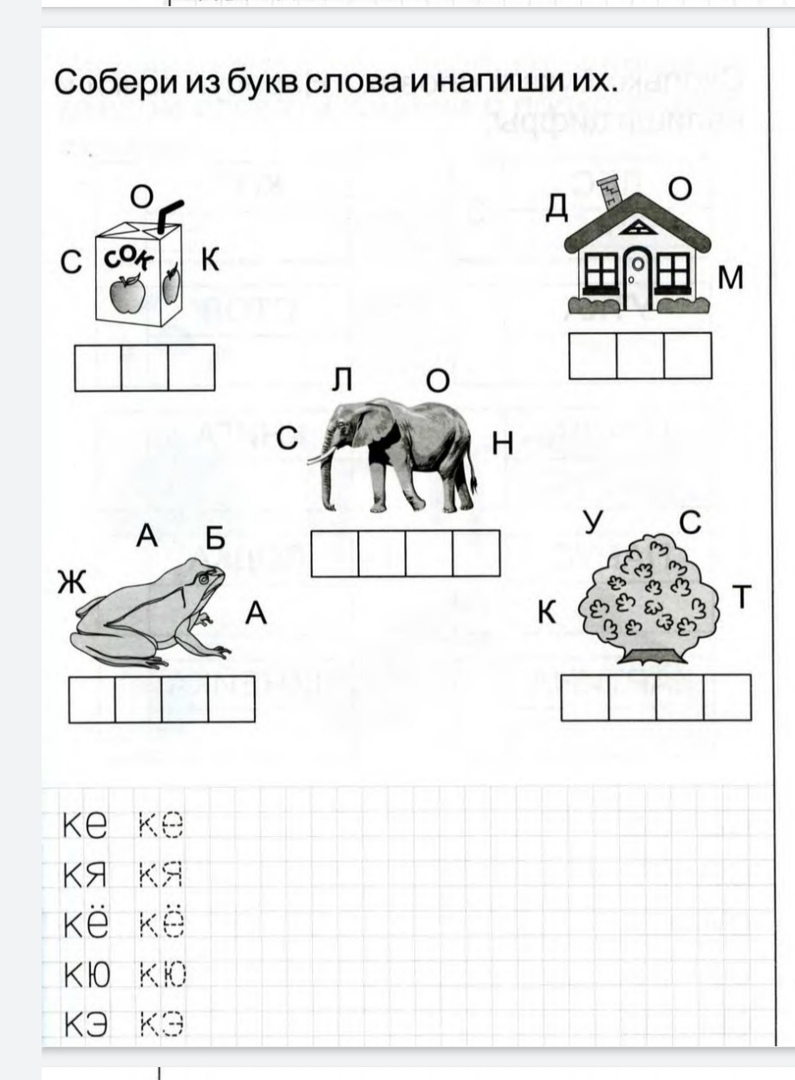 Собери из букв слова и напиши их.
О
С
СОК
К
Д
О
М
Л
О
С
Н
А
Б
Ж
А
У
С
К
Т
ке ке
кя кя
кё кё
кю кю
кэ кэ